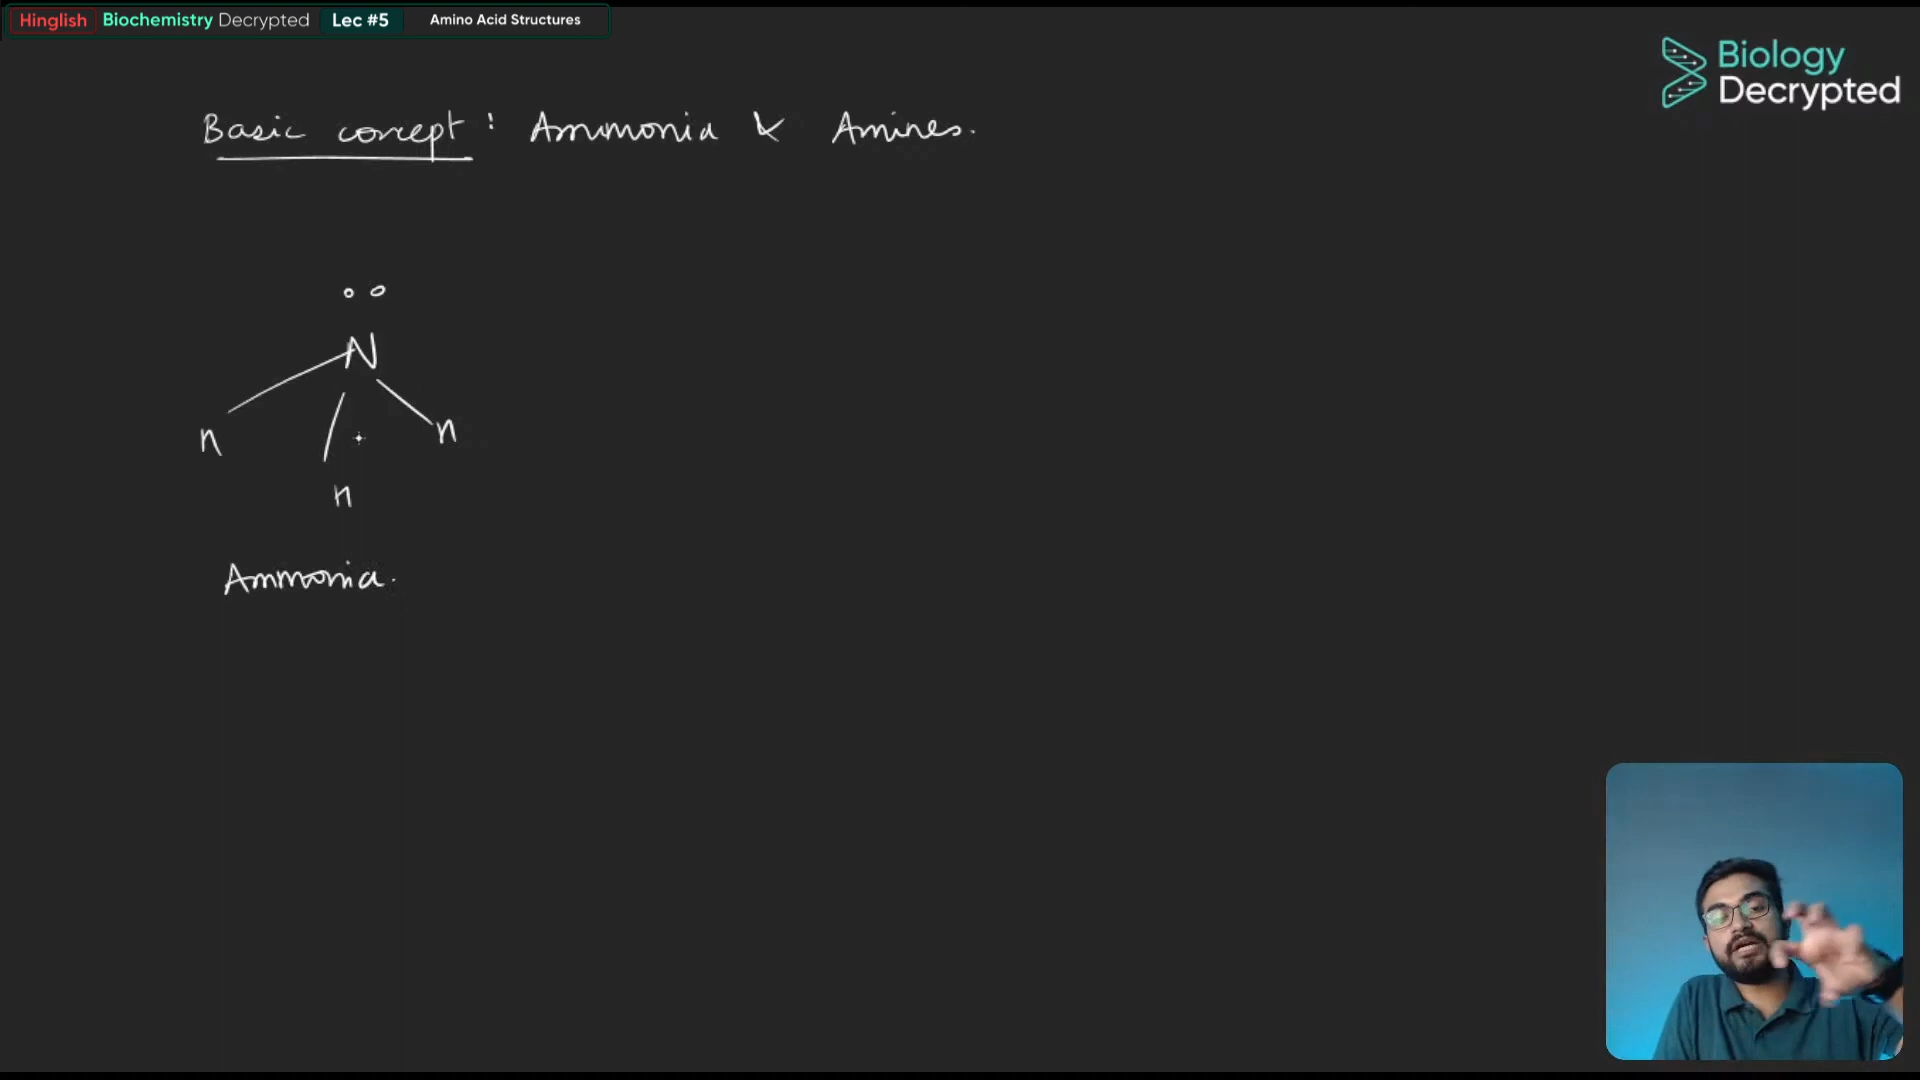 Hinglish Biochemistry Decrypted Lec #5 Amino Acid Structures
Biology
Decrypted
Basic concept : Ammonia & Amines.
N
H H
H
Ammonia.